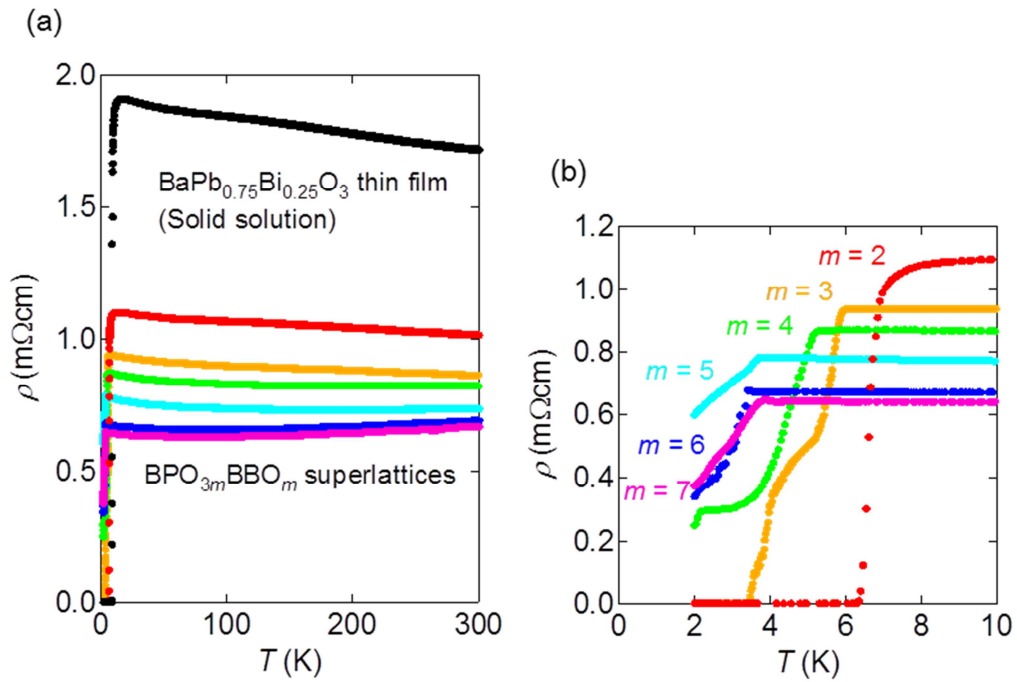 (a)
2.0
1.5
1.0
0.5
0.0
ρ (mΩcm)
BaPb0.75Bi0.25O3 thin film
(Solid solution)
BPO3mBBOm superlattices
0 100 200 300
T (K)
(b)
1.2
1.0
0.8
0.6
0.4
0.2
0.0
ρ (mΩcm)
m = 2
m = 3
m = 4
m = 5
m = 6
m = 7
0 2 4 6 8 10
T (K)